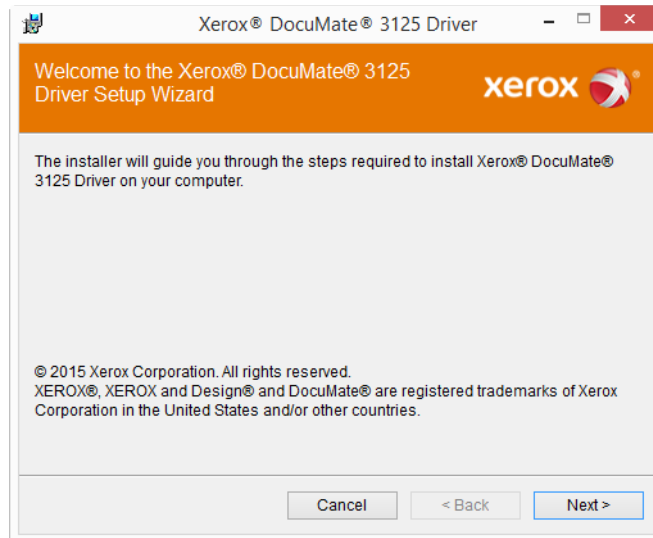 Xerox® DocuMate® 3125 Driver
Welcome to the Xerox® DocuMate® 3125
Driver Setup Wizard
xerox ®
The installer will guide you through the steps required to install Xerox® DocuMate®
3125 Driver on your computer.
© 2015 Xerox Corporation. All rights reserved.
XEROX®, XEROX and Design® and DocuMate® are registered trademarks of Xerox
Corporation in the United States and/or other countries.
Cancel
< Back
Next >